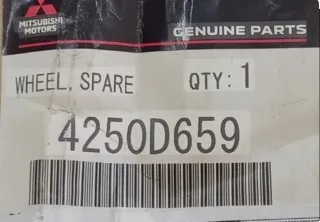 MITSUBISHI
MOTORS
GENUINE PARTS
WHEEL, SPARE QTY: 1
4250D659